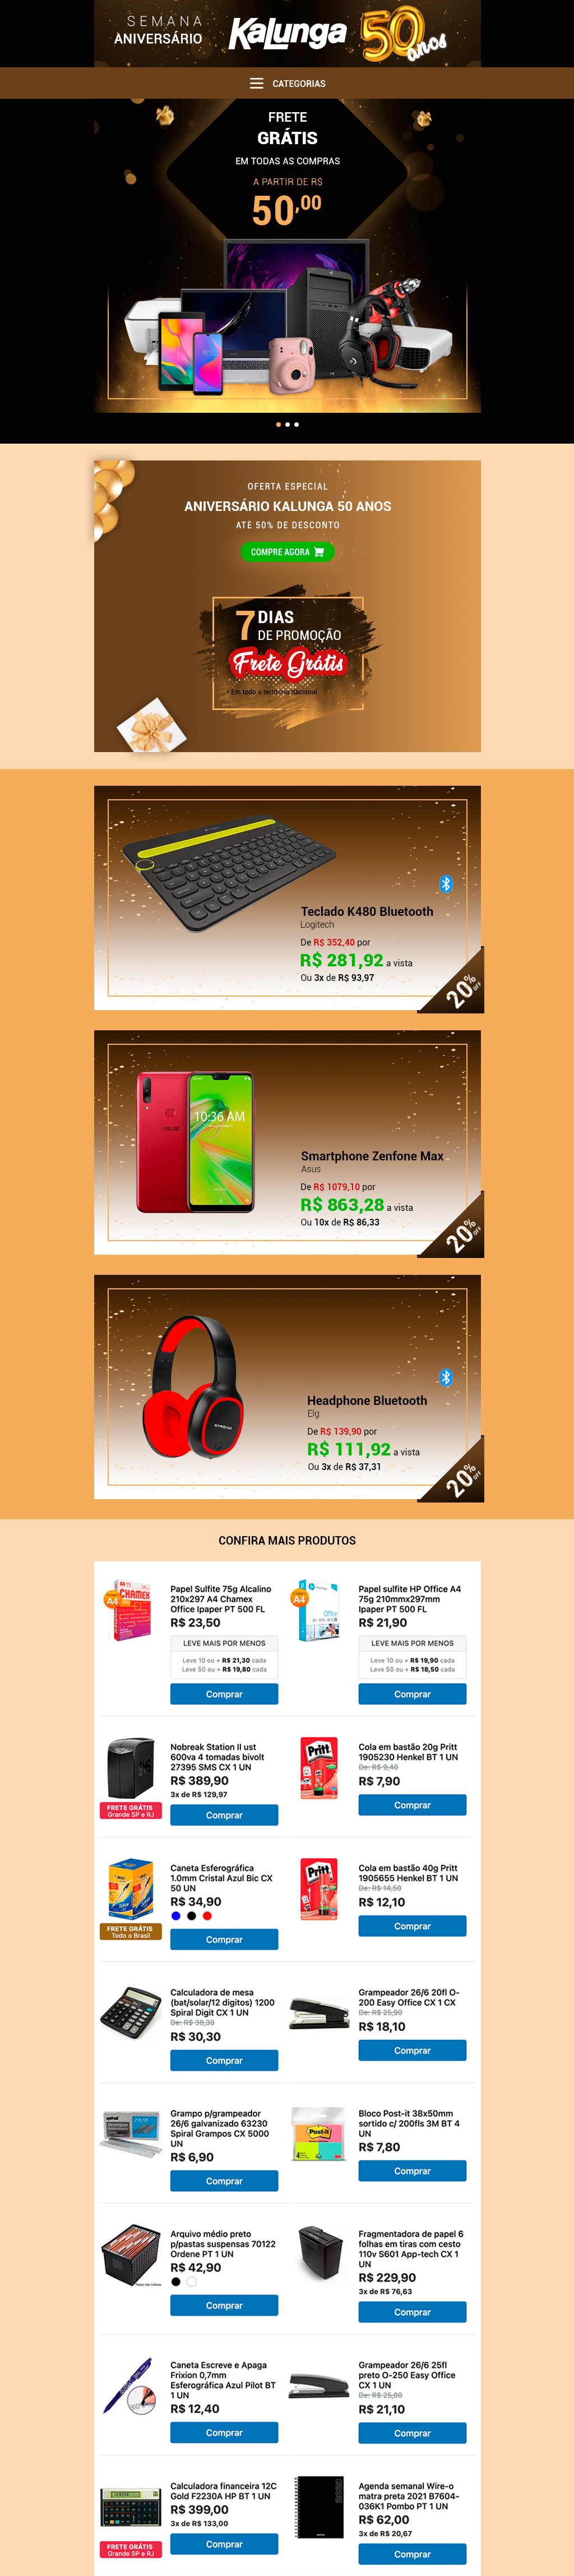 SEMANA
ANIVERSÁRIO
KaLunga
50
anos
CATEGORIAS
FRETE
GRÁTIS
EM TODAS AS COMPRAS
A PARTIR DE R$
50,00
OFERTA ESPECIAL
ANIVERSÁRIO KALUNGA 50 ANOS
ATÉ 50% DE DESCONTO
COMPRE AGORA
7 DIAS
DE PROMOÇÃO
Frete Grátis
• Em todo o território nacional
Teclado K480 Bluetooth
Logitech
De R$ 352,40 por
R$ 281,92 a vista
Ou 3x de R$ 93,97
20% OFF
10:36 AM
Smartphone Zenfone Max
Asus
De R$ 1079,10 por
R$ 863,28 a vista
Ou 10x de R$ 86,33
20% OFF
STREAM
Headphone Bluetooth
Elg
De R$ 139,90 por
R$ 111,92 a vista
Ou 3x de R$ 37,31
20% OFF
CONFIRA MAIS PRODUTOS
CHAMEX
A4
Papel Sulfite 75g Alcalino
210x297 A4 Chamex
Office Ipaper PT 500 FL
R$ 23,50
LEVE MAIS POR MENOS
Leve 10 ou + R$ 21,30 cada
Leve 50 ou + R$ 19,80 cada
Comprar
A4
Office
Papel sulfite HP Office A4
75g 210mmx297mm
Ipaper PT 500 FL
R$ 21,90
LEVE MAIS POR MENOS
Leve 10 ou + R$ 19,90 cada
Leve 50 ou + R$ 18,50 cada
Comprar
FRETE GRÁTIS
Grande SP e RJ
Nobreak Station II ust
600va 4 tomadas bivolt
27395 SMS CX 1 UN
R$ 389,90
3x de R$ 129,97
Comprar
Pritt
Cola em bastão 20g Pritt
1905230 Henkel BT 1 UN
De: R$ 9,40
R$ 7,90
Comprar
FRETE GRÁTIS
Todo o Brasil
Caneta Esferográfica
1.0mm Cristal Azul Bic CX
50 UN
R$ 34,90
Comprar
Pritt
Cola em bastão 40g Pritt
1905655 Henkel BT 1 UN
De: R$ 14,50
R$ 12,10
Comprar
Calculadora de mesa
(bat/solar/12 digitos) 1200
Spiral Digit CX 1 UN
De: R$ 38,30
R$ 30,30
Comprar
Grampeador 26/6 20fl O-
200 Easy Office CX 1 CX
De: R$ 25,90
R$ 18,10
Comprar
spiral
26/6
Grampo p/grampeador
26/6 galvanizado 63230
Spiral Grampos CX 5000
UN
R$ 6,90
Comprar
Post-it
Bloco Post-it 38x50mm
sortido c/ 200fls 3M BT 4
UN
R$ 7,80
Comprar
Arquivo médio preto
p/pastas suspensas 70122
Ordene PT 1 UN
R$ 42,90
Comprar
Fragmentadora de papel 6
folhas em tiras com cesto
110v S601 App-tech CX 1
UN
R$ 229,90
3x de R$ 76,63
Comprar
Caneta Escreve e Apaga
Frixion 0,7mm
Esferográfica Azul Pilot BT
1 UN
R$ 12,40
Comprar
Grampeador 26/6 25fl
preto O-250 Easy Office
CX 1 UN
De: R$ 25,00
R$ 21,10
Comprar
FRETE GRÁTIS
Grande SP e RJ
Calculadora financeira 12C
Gold F2230A HP BT 1 UN
R$ 399,00
3x de R$ 133,00
Comprar
2021
Agenda semanal Wire-o
matra preta 2021 B7604-
036K1 Pombo PT 1 UN
R$ 62,00
3x de R$ 20,67
Comprar